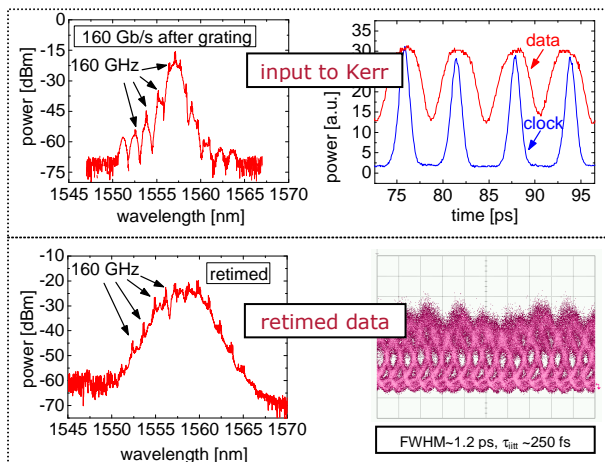 160 Gb/s after grating
160 GHz
power [dBm]
0
-15
-30
-45
-60
-75
1545 1550 1555 1560 1565 1570
wavelength [nm]
input to Kerr
power [a.u.]
35
30
25
20
15
10
5
0
data
clock
75 80 85 90 95
time [ps]
retimed
160 GHz
power [dBm]
-10
-20
-30
-40
-50
-60
-70
1545 1550 1555 1560 1565 1570
wavelength [nm]
retimed data
FWHM~1.2 ps, τjitt ~250 fs